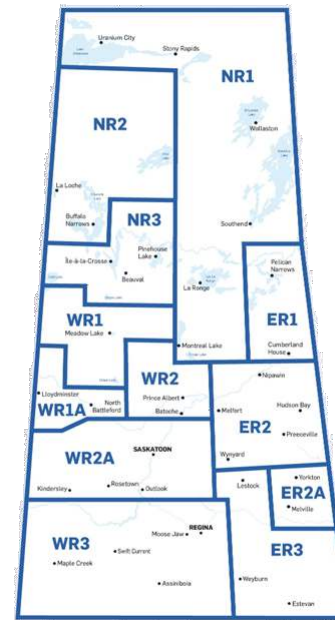 Uranium City
Stony Rapids
NR1
NR2
Wollaston
La Loche
NR3
Buffalo
Narrows
Pinehouse
Lake
Southend
Île-à-la-Crosse
Beauval
Pelican
Narrows
La Ronge
WR1
Meadow Lake
ER1
Montreal Lake
Cumberland
House
WR2
Nipawin
Lloydminster
Prince Albert
WR1A
North
Battleford
Batoche
Melfort
Hudson Bay
ER2
Preeceville
SASKATOON
WR2A
Wynyard
Rosetown
Outlook
Kindersley
Lestock
Yorkton
ER2A
Melville
REGINA
Moose Jaw
WR3
Swift Current
ER3
Maple Creek
Assiniboia
Weyburn
Estevan